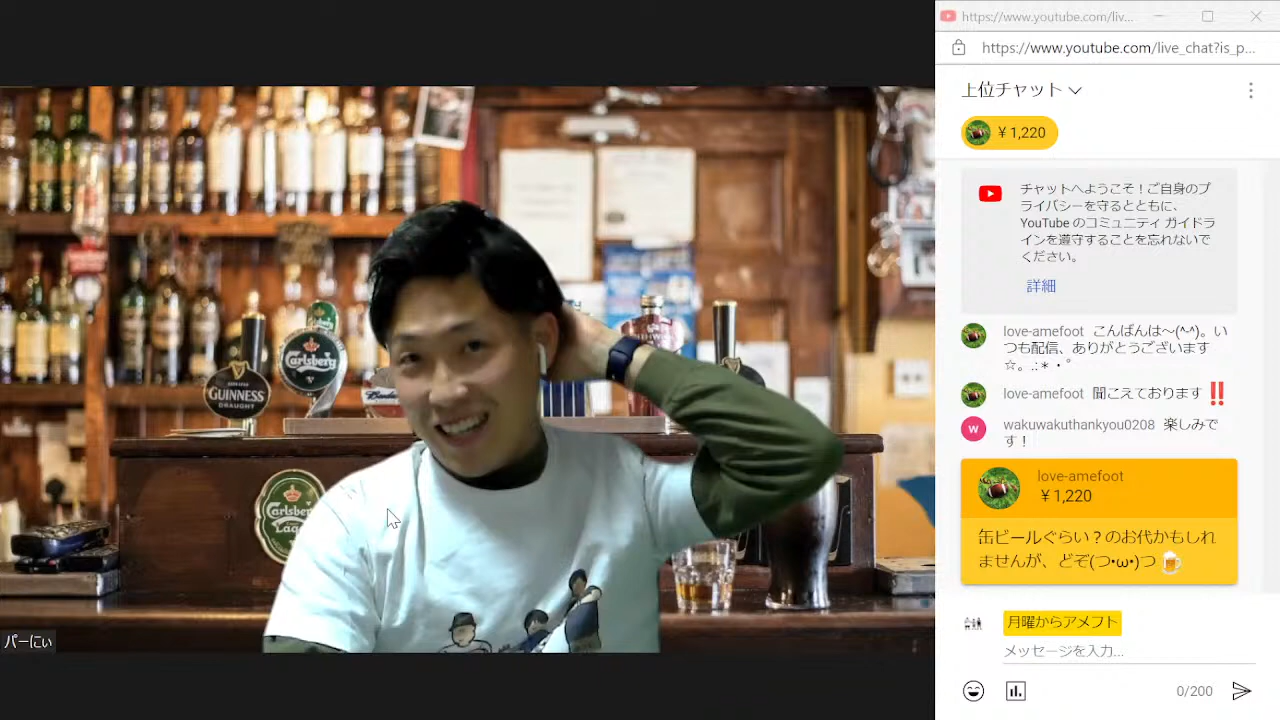 https://www.youtube.com/liv...
https://www.youtube.com/live_chat?is_p...
上位チャット
¥1,220
チャットへようこそ！ご自身のプ
ライバシーを守るとともに、
YouTube のコミュニティ ガイドラ
インを遵守することを忘れないで
ください。
詳細
love-amefoot こんばんは〜(^-^)。い
つも配信、ありがとうございます
☆。.:＊・゜
love-amefoot 聞こえております‼️
W
wakuwakuthankyou0208 楽しみで
す！
love-amefoot
¥1,220
缶ビールぐらい？のお代かもしれ
ませんが、どぞ(つ•ω•)つ🍺
月曜からアメフト
メッセージを入力...
0/200
Carlsberg
GUINNESS
DRAUGHT
Carlsberg
パーにぃ